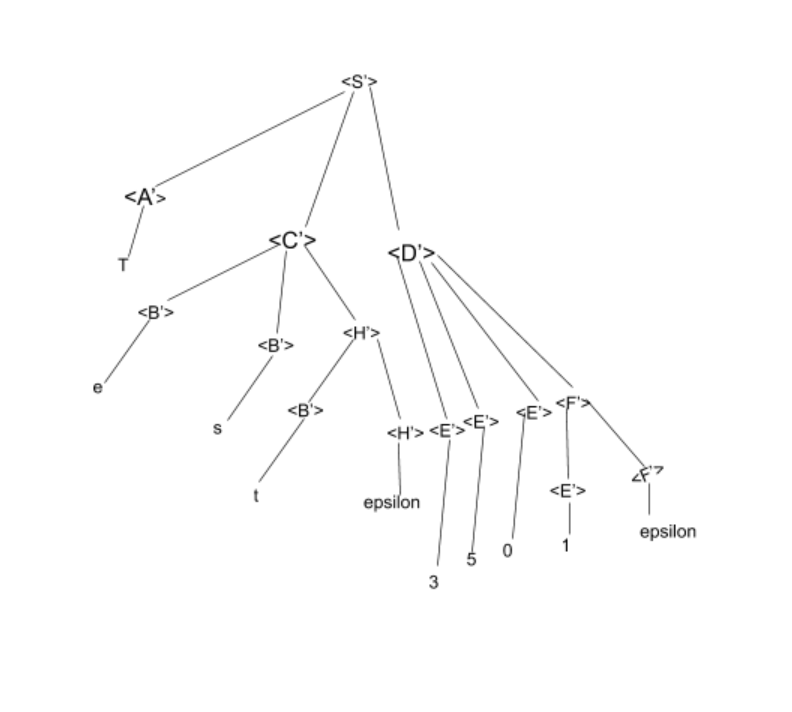 <S'>
<A'>
<C'>
<D'>
T
<B'>
<B'>
<H'>
e
s
<B'>
<H'> <E'> <E'> <E'> <F'>
t
epsilon
<E'>
<F'>
3
5
0
1
epsilon